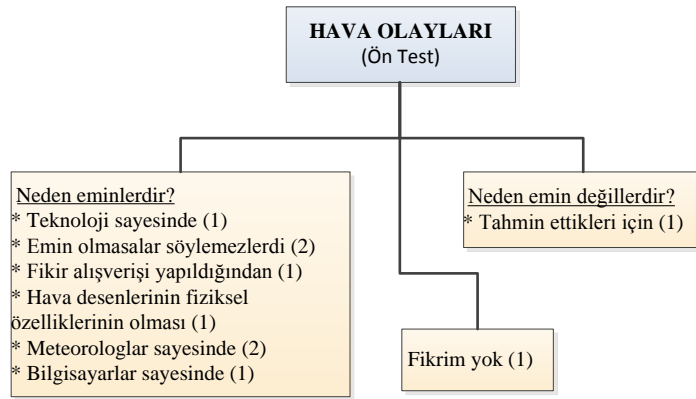 HAVA OLAYLARI
(Ön Test)
Neden eminlerdir?
* Teknoloji sayesinde (1)
* Emin olmasalar söylemezlerdi (2)
* Fikir alışverişi yapıldığından (1)
* Hava desenlerinin fiziksel
özelliklerinin olması (1)
* Meteorologlar sayesinde (2)
* Bilgisayarlar sayesinde (1)
Fikrim yok (1)
Neden emin değillerdir?
* Tahmin ettikleri için (1)